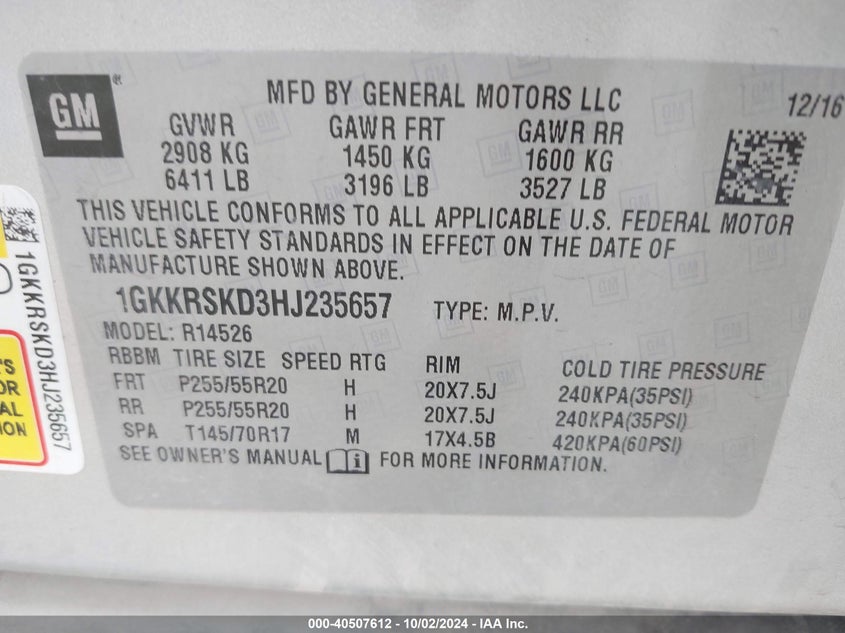 GM
MFD BY GENERAL MOTORS LLC
12/16
GVWR GAWR FRT GAWR RR
2908 KG 1450 KG 1600 KG
6411 LB 3196 LB 3527 LB
THIS VEHICLE CONFORMS TO ALL APPLICABLE U.S. FEDERAL MOTOR
VEHICLE SAFETY STANDARDS IN EFFECT ON THE DATE OF
MANUFACTURE SHOWN ABOVE.
1GKKRSKD3HJ235657 TYPE: M.P.V.
MODEL: R14526
RBBM TIRE SIZE SPEED RTG RIM COLD TIRE PRESSURE
FRT P255/55R20 H 20X7.5J 240KPA(35PSI)
RR P255/55R20 H 20X7.5J 240KPA(35PSI)
SPA T145/70R17 M 17X4.5B 420KPA(60PSI)
SEE OWNER'S MANUAL FOR MORE INFORMATION.
1GKKRSKD3HJ235657
000-40507612 - 10/02/2024 - IAA Inc.